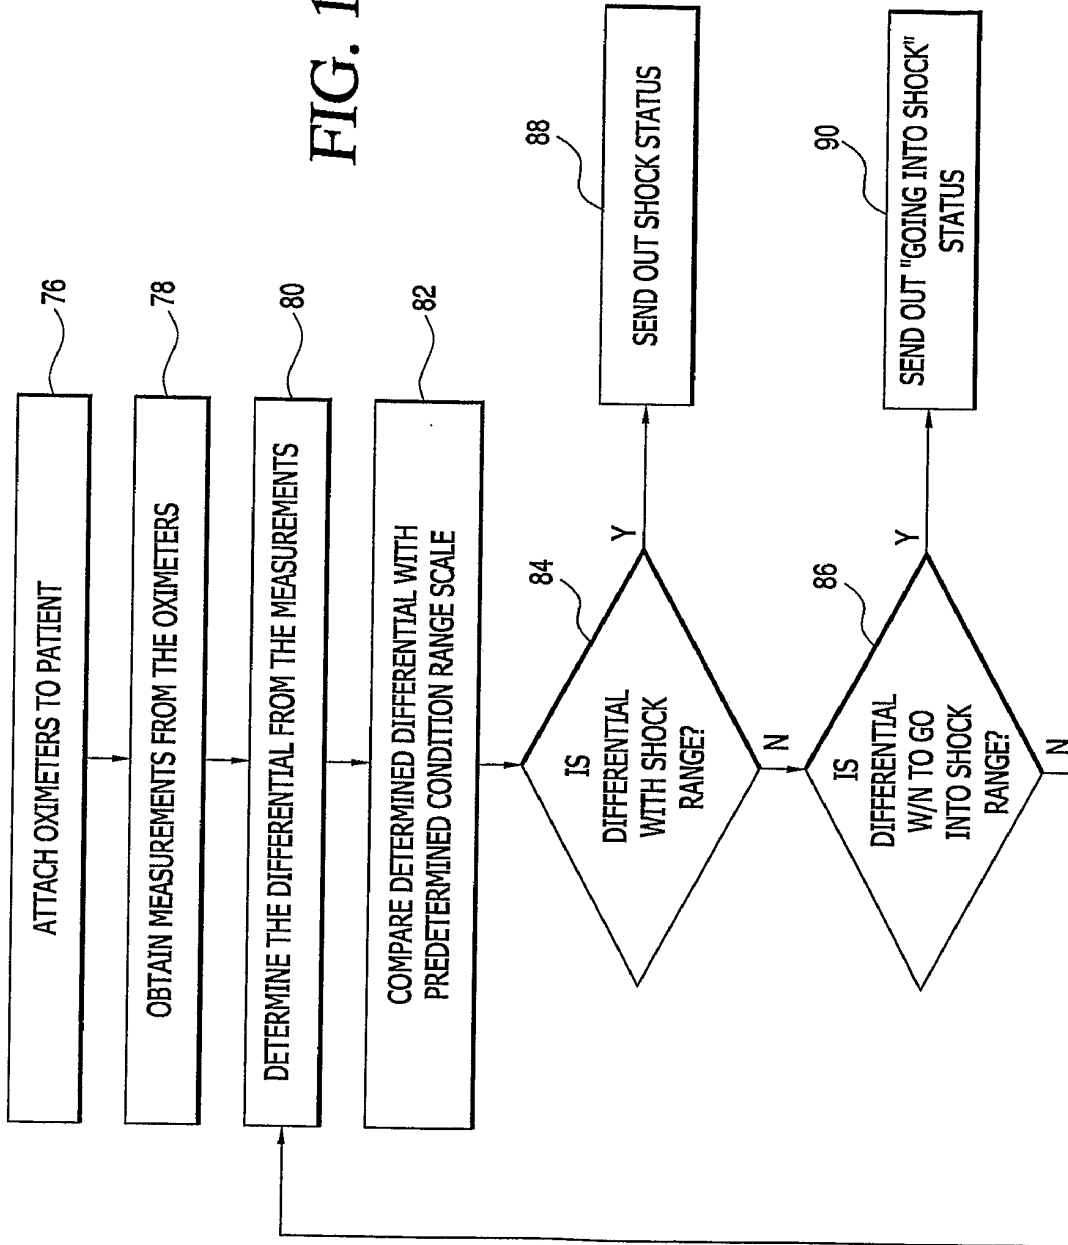 FIG. 1
ATTACH OXIMETERS TO PATIENT
76
OBTAIN MEASUREMENTS FROM THE OXIMETERS
78
DETERMINE THE DIFFERENTIAL FROM THE MEASUREMENTS
80
COMPARE DETERMINED DIFFERENTIAL WITH
PREDETERMINED CONDITION RANGE SCALE
82
IS
DIFFERENTIAL
WITH SHOCK
RANGE?
84
Y
N
SEND OUT SHOCK STATUS
88
IS
DIFFERENTIAL
W/N TO GO
INTO SHOCK
RANGE?
86
Y
N
SEND OUT "GOING INTO SHOCK"
STATUS
90